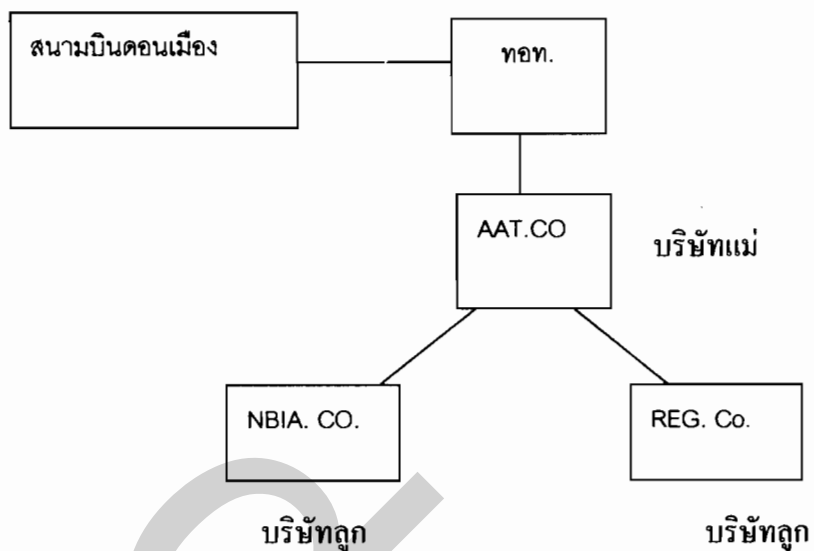 สนามบินดอนเมือง
ทอท.
AAT.CO
บริษัทแม่
NBIA. CO.
REG. Co.
บริษัทลูก
บริษัทลูก